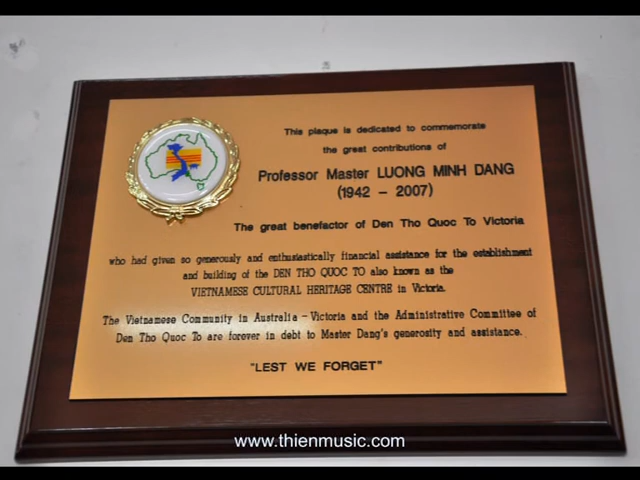 This plaque is dedicated to commemorate
the great contributions of
Professor Master LUONG MINH DANG
(1942 – 2007)
The great benefactor of Den Tho Quoc To Victoria
who had given so generously and enthusiastically financial assistance for the establishment
and building of the DEN THO QUOC TO also known as the
VIETNAMESE CULTURAL HERITAGE CENTRE in Victoria.
The Vietnamese Community in Australia – Victoria and the Administrative Committee of
Den Tho Quoc To are forever in debt to Master Dang's generosity and assistance.
"LEST WE FORGET"
www.thienmusic.com